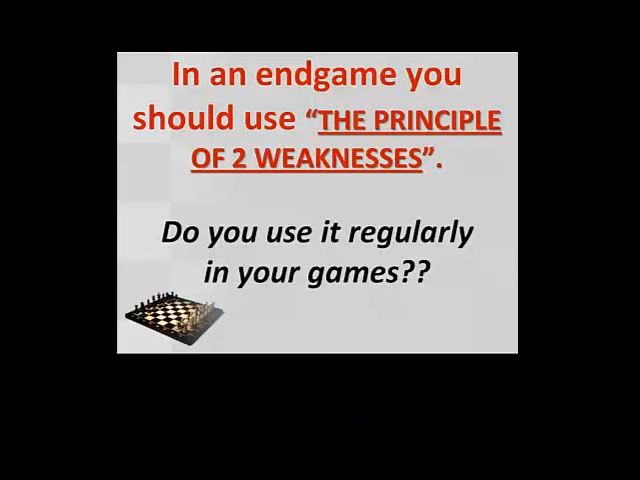 In an endgame you
should use “THE PRINCIPLE
OF 2 WEAKNESSES”.
Do you use it regularly
in your games??